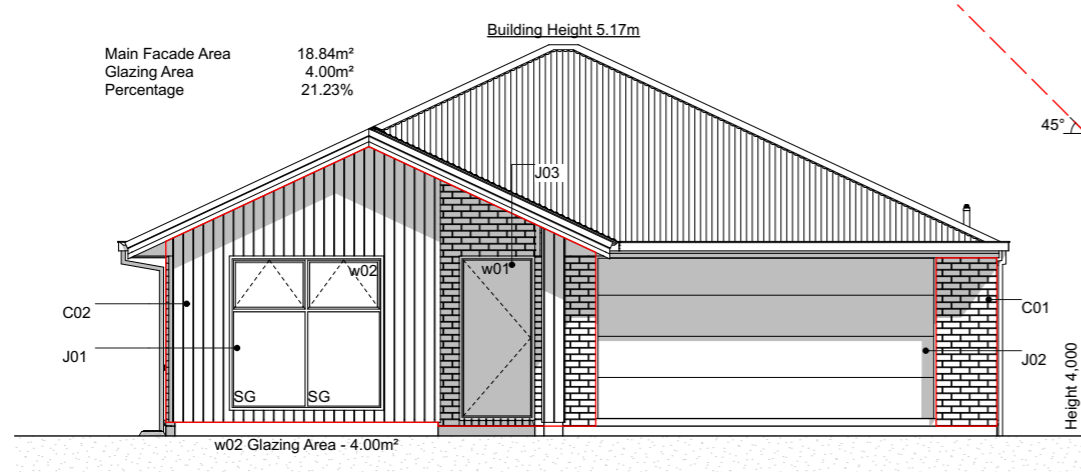 Building Height 5.17m
Main Facade Area 18.84m²
Glazing Area 4.00m²
Percentage 21.23%
45°
J03
w02
w01
C02
C01
J01
J02
SG SG
Height 4,000
w02 Glazing Area - 4.00m²